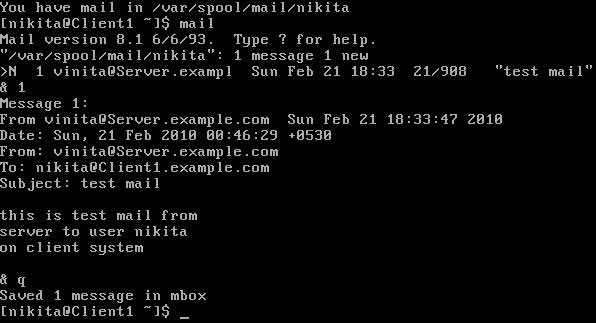 You have mail in /var/spool/mail/nikita
[nikita@Client1 ~]$ mail
Mail version 8.1 6/6/93.  Type ? for help.
"/var/spool/mail/nikita": 1 message 1 new
>N  1 vinita@Server.exampl  Sun Feb 21 18:33  21/908   "test mail"
& 1
Message 1:
From vinita@Server.example.com  Sun Feb 21 18:33:47 2010
Date: Sun, 21 Feb 2010 00:46:29 +0530
From: vinita@Server.example.com
To: nikita@Client1.example.com
Subject: test mail

this is test mail from
server to user nikita
on client system

& q
Saved 1 message in mbox
[nikita@Client1 ~]$ _